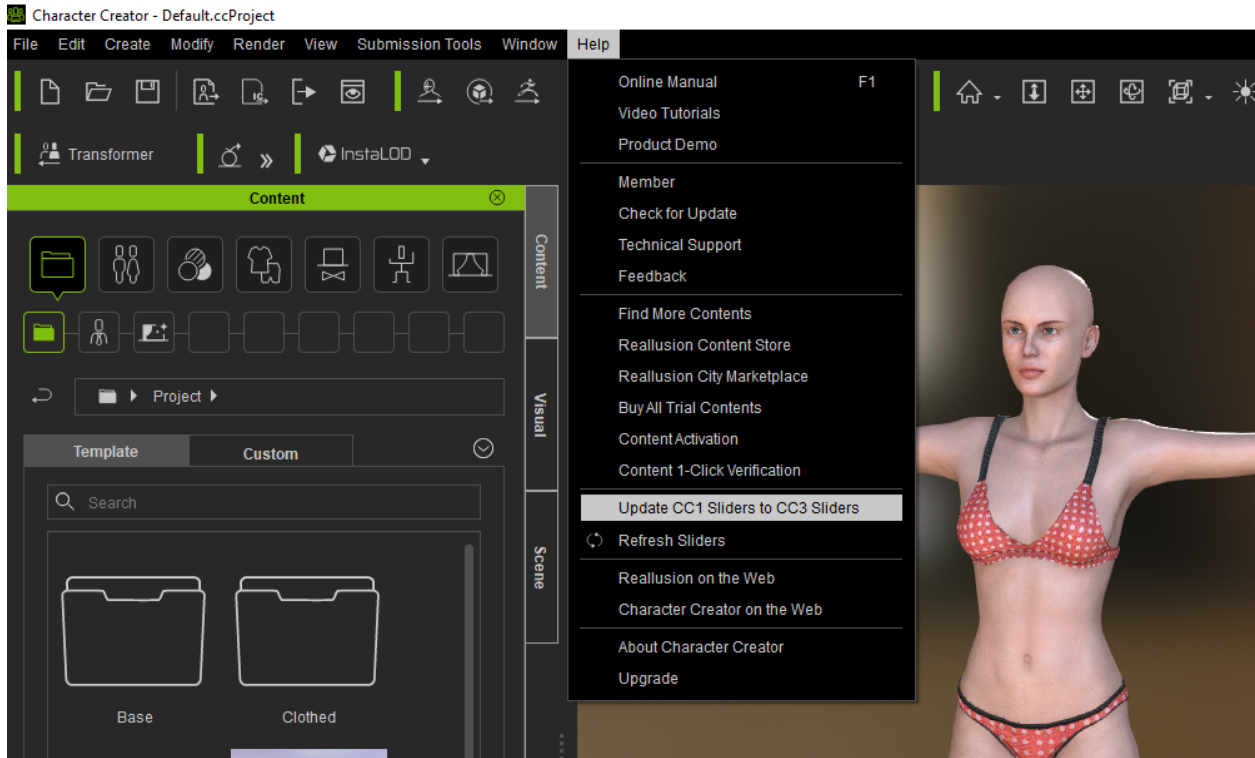 Character Creator - Default.ccProject
File Edit Create Modify Render View Submission Tools Window Help
Transformer
InstaLOD
Content
Project
Template Custom
Search
Base Clothed
Content
Visual
Scene
Online Manual F1
Video Tutorials
Product Demo
Member
Check for Update
Technical Support
Feedback
Find More Contents
Reallusion Content Store
Reallusion City Marketplace
Buy All Trial Contents
Content Activation
Content 1-Click Verification
Update CC1 Sliders to CC3 Sliders
Refresh Sliders
Reallusion on the Web
Character Creator on the Web
About Character Creator
Upgrade